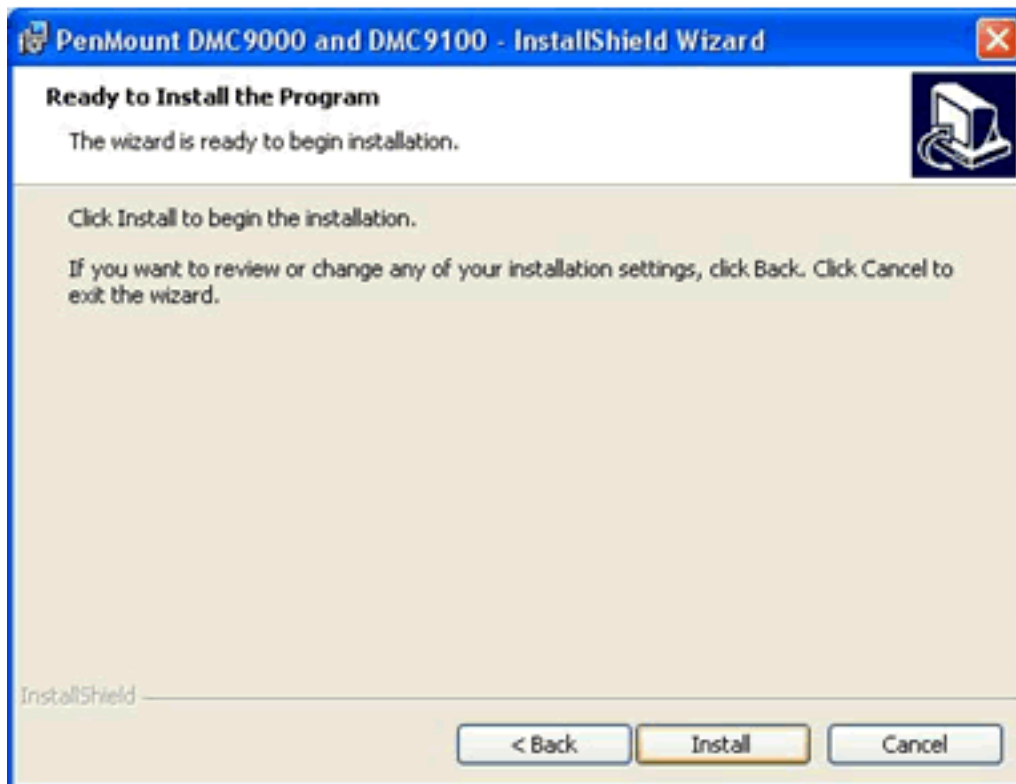 PenMount DMC9000 and DMC9100 - InstallShield Wizard
Ready to Install the Program
The wizard is ready to begin installation.
Click Install to begin the installation.
If you want to review or change any of your installation settings, click Back. Click Cancel to
exit the wizard.
InstallShield
< Back
Install
Cancel